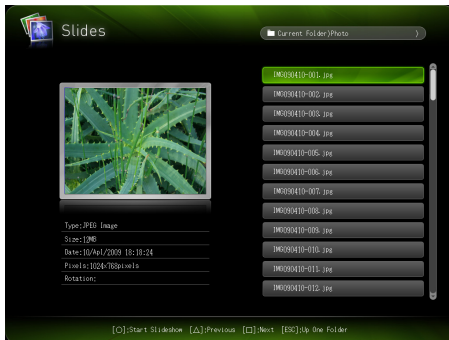 Slides
Current Folder)Photo
IMG090410-001.jpg
IMG090410-002.jpg
IMG090410-003.jpg
IMG090410-004.jpg
IMG090410-005.jpg
IMG090410-006.jpg
IMG090410-007.jpg
IMG090410-008.jpg
IMG090410-009.jpg
IMG090410-010.jpg
IMG090410-011.jpg
IMG090410-012.jpg
Type:JPEG Image
Size:12MB
Date:10/Apl/2009 18:18:24
Pixels:1024x768pixels
Rotation:
[○]:Start Slideshow [△]:Previous [□]:Next [ESC]:Up One Folder